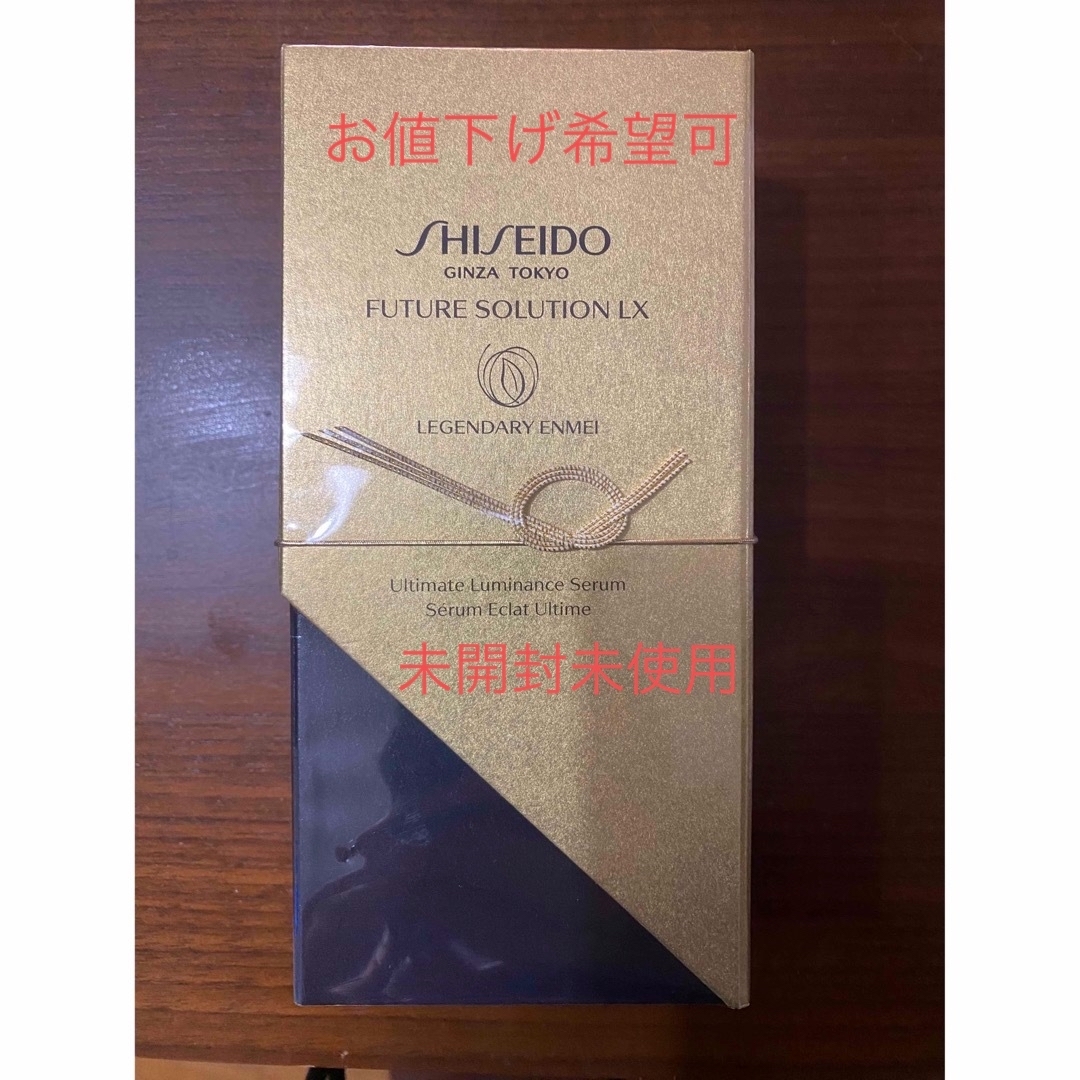 お値下げ希望可
SHISEIDO
GINZA TOKYO
FUTURE SOLUTION LX
LEGENDARY ENMEI
Ultimate Luminance Serum
Sérum Eclat Ultime
未開封未使用